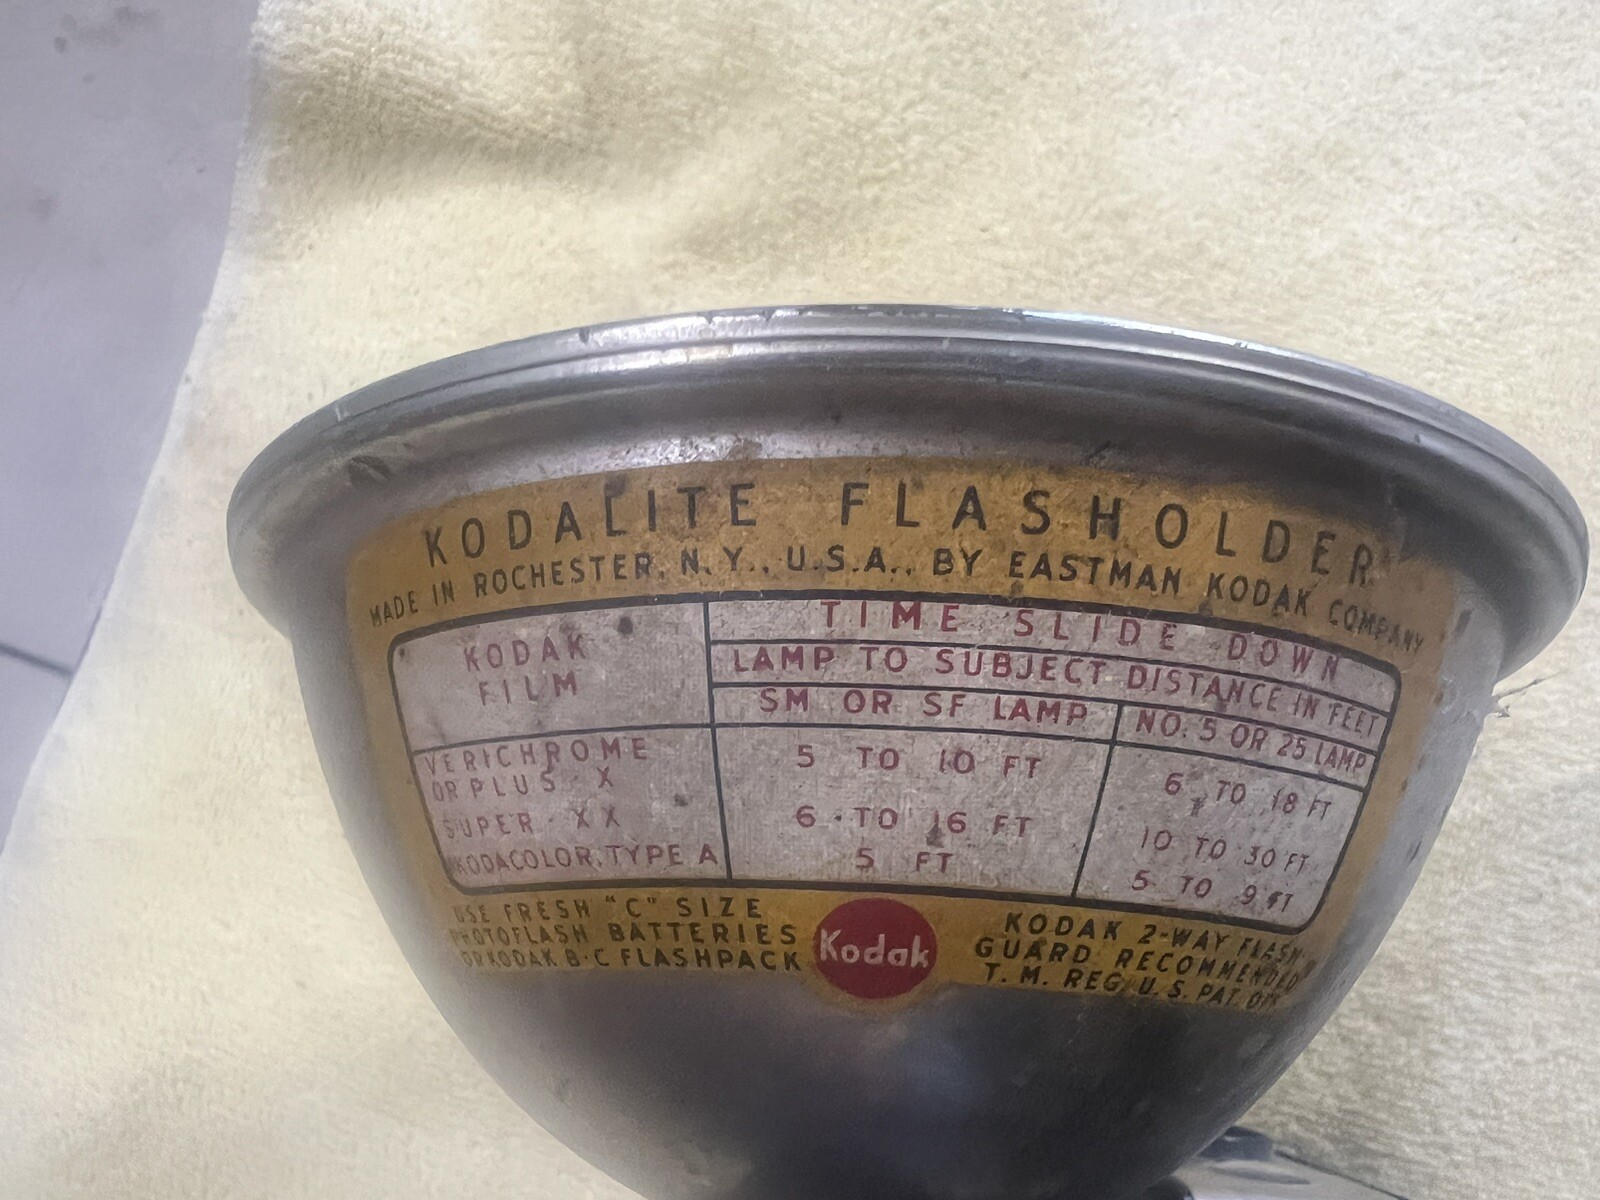 KODALITE FLASHOLDER
MADE IN ROCHESTER, N.Y., U.S.A., BY EASTMAN KODAK COMPANY
KODAK
FILM
TIME SLIDE DOWN
LAMP TO SUBJECT DISTANCE IN FEET
SM OR SF LAMP
NO. 5 OR 25 LAMP
VERICHROME
OR PLUS X
5 TO 10 FT
6 TO 18 FT
SUPER-XX
6 TO 16 FT
10 TO 30 FT
KODACOLOR, TYPE A
5 FT
5 TO 9 FT
USE FRESH "C" SIZE
PHOTOFLASH BATTERIES
OR KODAK B-C FLASHPACK
Kodak
KODAK 2-WAY FLASH
GUARD RECOMMENDED
T. M. REG. U. S. PAT. OFF.